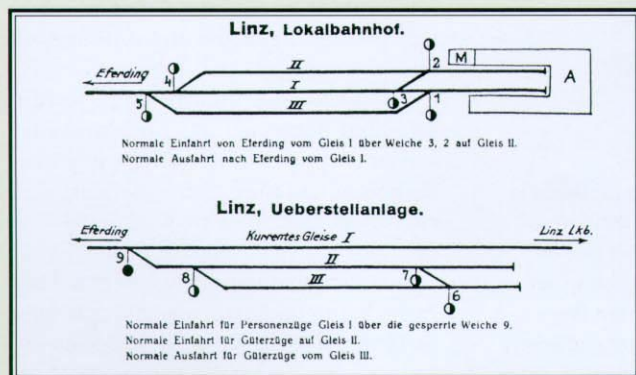 Linz, Lokalbahnhof.
Eferding
II
2
M
A
4
I
5
III
3
1
Normale Einfahrt von Eferding vom Gleis I über Weiche 3, 2 auf Gleis II.
Normale Ausfahrt nach Eferding vom Gleis I.
Linz, Ueberstellanlage.
Eferding
Kurrentes Gleise I
Linz Lkb.
9
II
8
III
7
6
Normale Einfahrt für Personenzüge Gleis I über die gesperrte Weiche 9.
Normale Einfahrt für Güterzüge auf Gleis II.
Normale Ausfahrt für Güterzüge vom Gleis III.